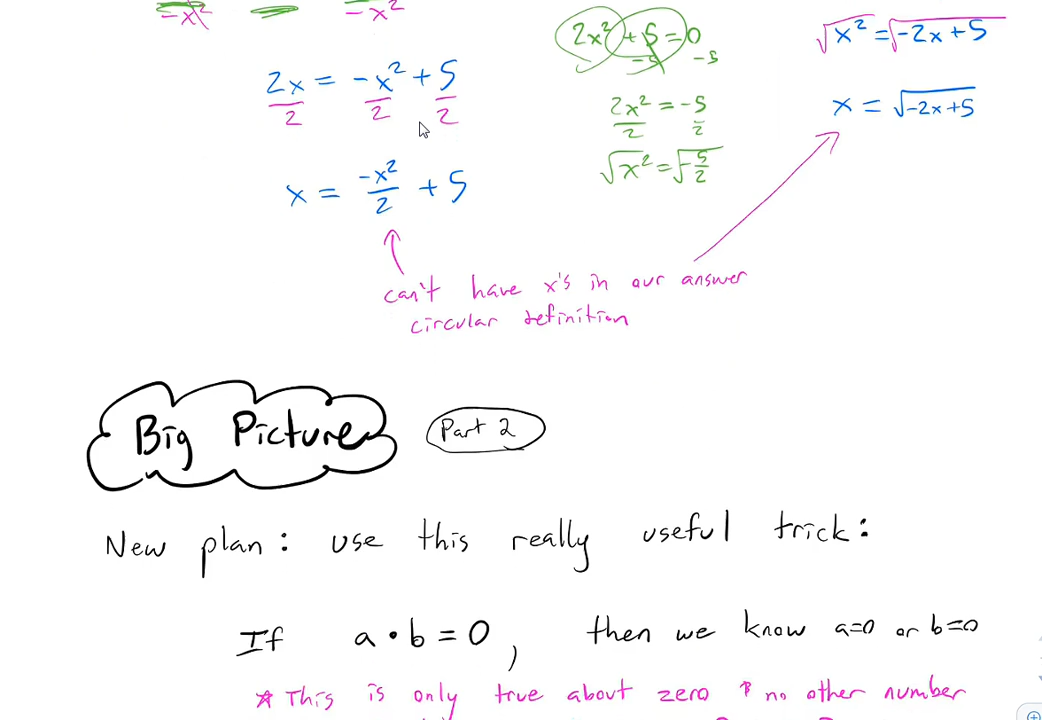 -x² -x²
2x = -x² + 5
2 2 2
x = -x²/2 + 5
2x² + 5 = 0
-5 -5
2x² = -5
2 2
√x² = √-5/2
√x² = √-2x + 5
x = √-2x+5
can't have x's in our answer
circular definition
Big Picture
Part 2
New plan: use this really useful trick:
If a • b = 0, then we know a=0 or b=0
* This is only true about zero no other number